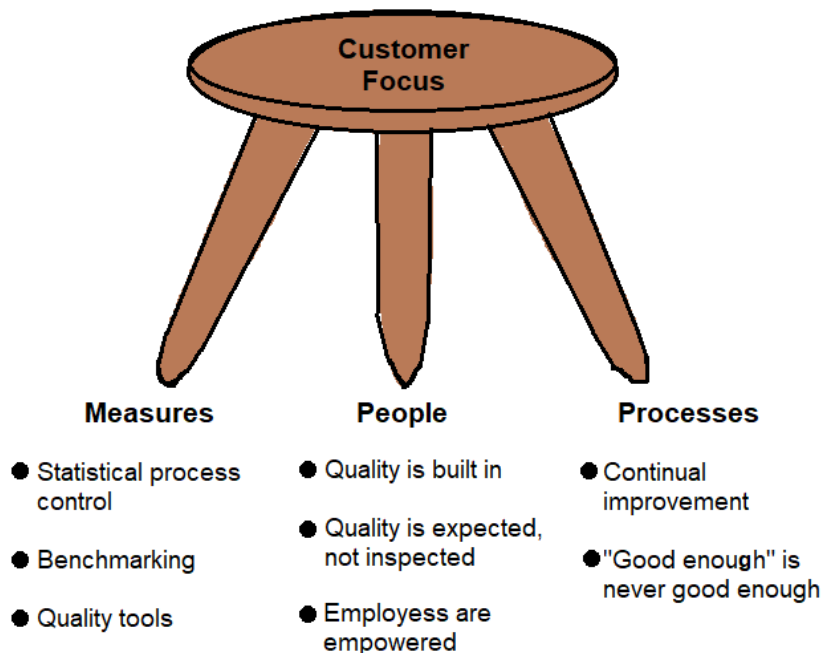 Customer
Focus
Measures
People
Processes
Statistical process
control
Benchmarking
Quality tools
Quality is built in
Quality is expected,
not inspected
Employess are
empowered
Continual
improvement
"Good enough" is
never good enough